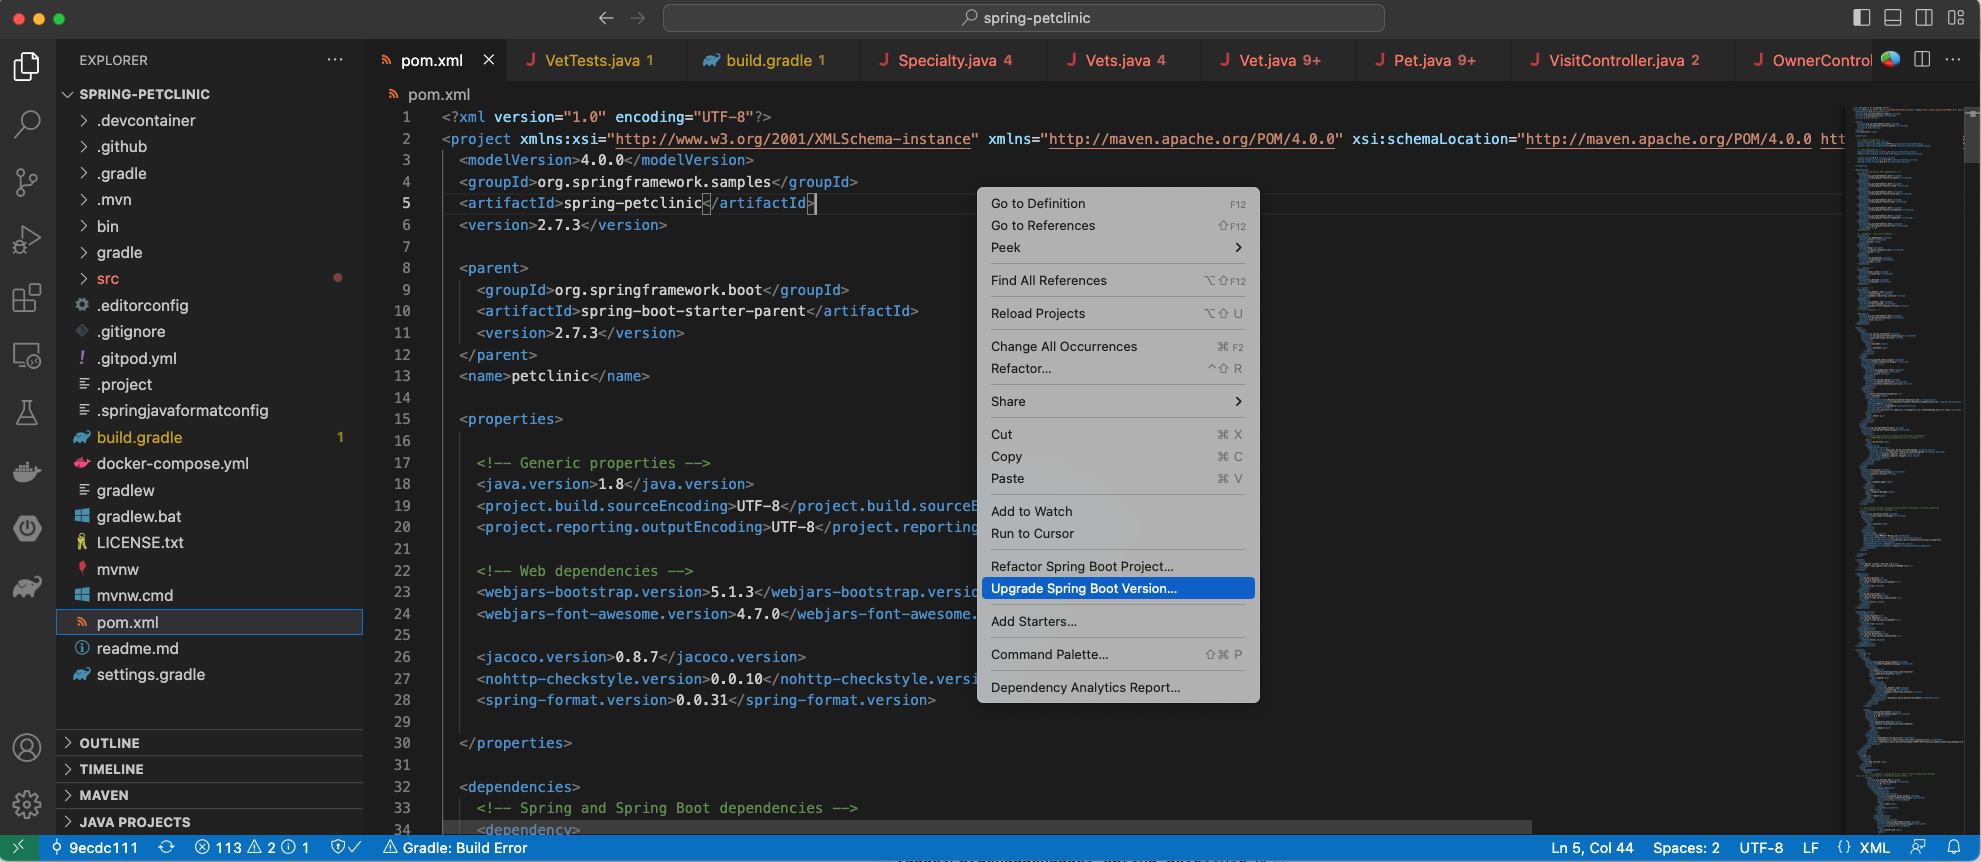 spring-petclinic
EXPLORER
pom.xml
VetTests.java 1
build.gradle 1
Specialty.java 4
Vets.java 4
Vet.java 9+
Pet.java 9+
VisitController.java 2
OwnerControl
SPRING-PETCLINIC
.devcontainer
.github
.gradle
.mvn
bin
gradle
src
.editorconfig
.gitignore
.gitpod.yml
.project
.springjavaformatconfig
build.gradle 1
docker-compose.yml
gradlew
gradlew.bat
LICENSE.txt
mvnw
mvnw.cmd
pom.xml
readme.md
settings.gradle
OUTLINE
TIMELINE
MAVEN
JAVA PROJECTS
pom.xml
1 <?xml version="1.0" encoding="UTF-8"?>
2 <project xmlns:xsi="http://www.w3.org/2001/XMLSchema-instance" xmlns="http://maven.apache.org/POM/4.0.0" xsi:schemaLocation="http://maven.apache.org/POM/4.0.0 htt
3 <modelVersion>4.0.0</modelVersion>
4 <groupId>org.springframework.samples</groupId>
5 <artifactId>spring-petclinic</artifactId>
6 <version>2.7.3</version>
7
8 <parent>
9 <groupId>org.springframework.boot</groupId>
10 <artifactId>spring-boot-starter-parent</artifactId>
11 <version>2.7.3</version>
12 </parent>
13 <name>petclinic</name>
14
15 <properties>
16
17 <!-- Generic properties -->
18 <java.version>1.8</java.version>
19 <project.build.sourceEncoding>UTF-8</project.build.sourceE
20 <project.reporting.outputEncoding>UTF-8</project.reporting
21
22 <!-- Web dependencies -->
23 <webjars-bootstrap.version>5.1.3</webjars-bootstrap.versio
24 <webjars-font-awesome.version>4.7.0</webjars-font-awesome.
25
26 <jacoco.version>0.8.7</jacoco.version>
27 <nohttp-checkstyle.version>0.0.10</nohttp-checkstyle.versi
28 <spring-format.version>0.0.31</spring-format.version>
29
30 </properties>
31
32 <dependencies>
33 <!-- Spring and Spring Boot dependencies -->
34 <dependency>
Go to Definition F12
Go to References ⇧F12
Peek
Find All References ⌥⇧F12
Reload Projects ⌥⇧ U
Change All Occurrences ⌘ F2
Refactor... ^⇧ R
Share
Cut ⌘ X
Copy ⌘ C
Paste ⌘ V
Add to Watch
Run to Cursor
Refactor Spring Boot Project...
Upgrade Spring Boot Version...
Add Starters...
Command Palette... ⇧⌘ P
Dependency Analytics Report...
9ecdc111 113 2 1 Gradle: Build Error
Ln 5, Col 44 Spaces: 2 UTF-8 LF {} XML